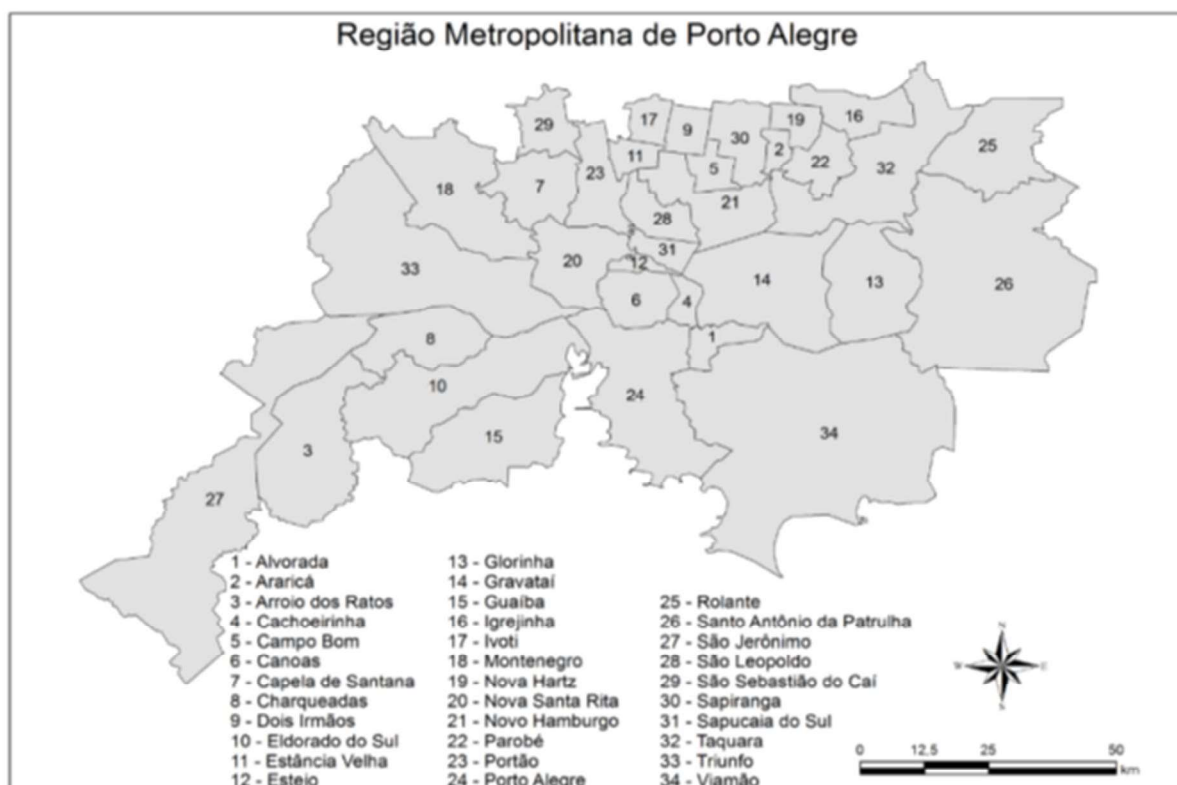 Região Metropolitana de Porto Alegre
29
17
9
30
19
16
2
25
11
5
22
32
18
7
23
21
28
31
20
12
33
14
13
26
6
4
1
8
10
24
15
34
3
27
1 - Alvorada
2 - Araricá
3 - Arroio dos Ratos
4 - Cachoeirinha
5 - Campo Bom
6 - Canoas
7 - Capela de Santana
8 - Charqueadas
9 - Dois Irmãos
10 - Eldorado do Sul
11 - Estância Velha
12 - Esteio
13 - Glorinha
14 - Gravataí
15 - Guaíba
16 - Igrejinha
17 - Ivoti
18 - Montenegro
19 - Nova Hartz
20 - Nova Santa Rita
21 - Novo Hamburgo
22 - Parobé
23 - Portão
24 - Porto Alegre
25 - Rolante
26 - Santo Antônio da Patrulha
27 - São Jerônimo
28 - São Leopoldo
29 - São Sebastião do Caí
30 - Sapiranga
31 - Sapucaia do Sul
32 - Taquara
33 - Triunfo
34 - Viamão
N
W E
S
0 12,5 25 50
km